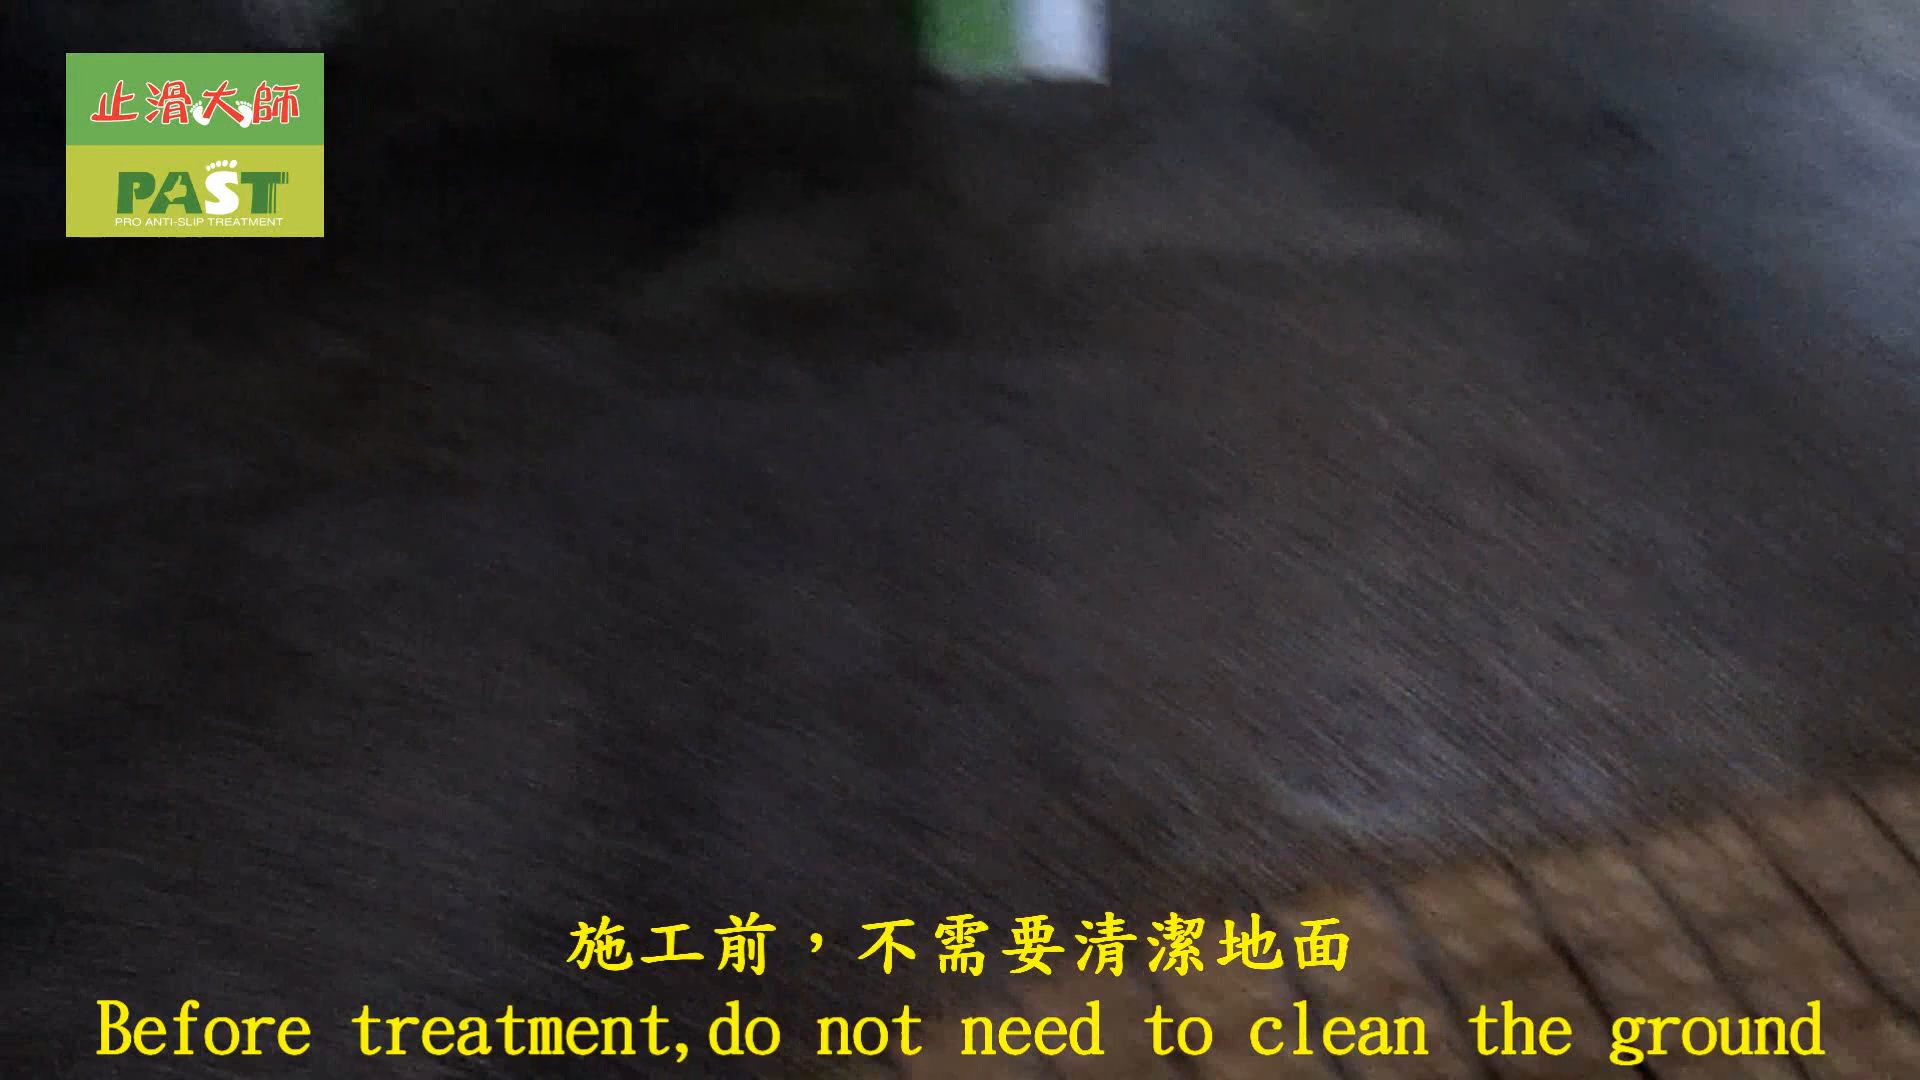 止滑大師
PAST
PRO ANTI-SLIP TREATMENT
施工前，不需要清潔地面
Before treatment,do not need to clean the ground